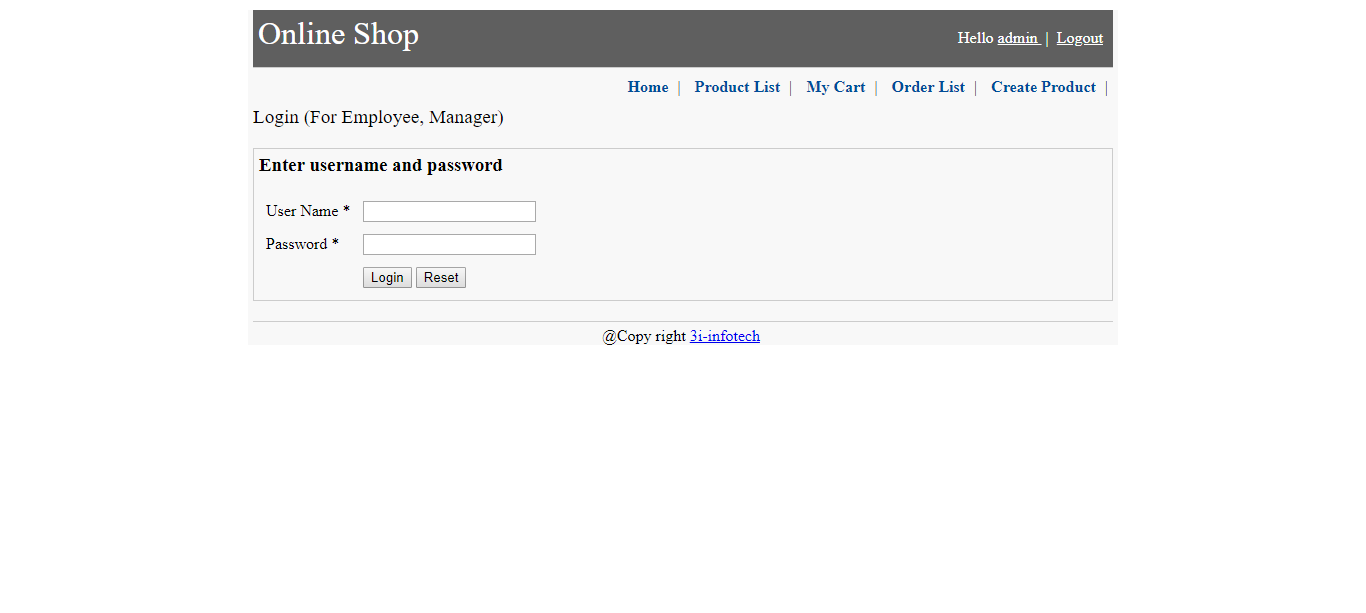 Online Shop
Hello admin | Logout
Home | Product List | My Cart | Order List | Create Product |
Login (For Employee, Manager)
Enter username and password
User Name *
Password *
Login Reset
@Copy right 3i-infotech